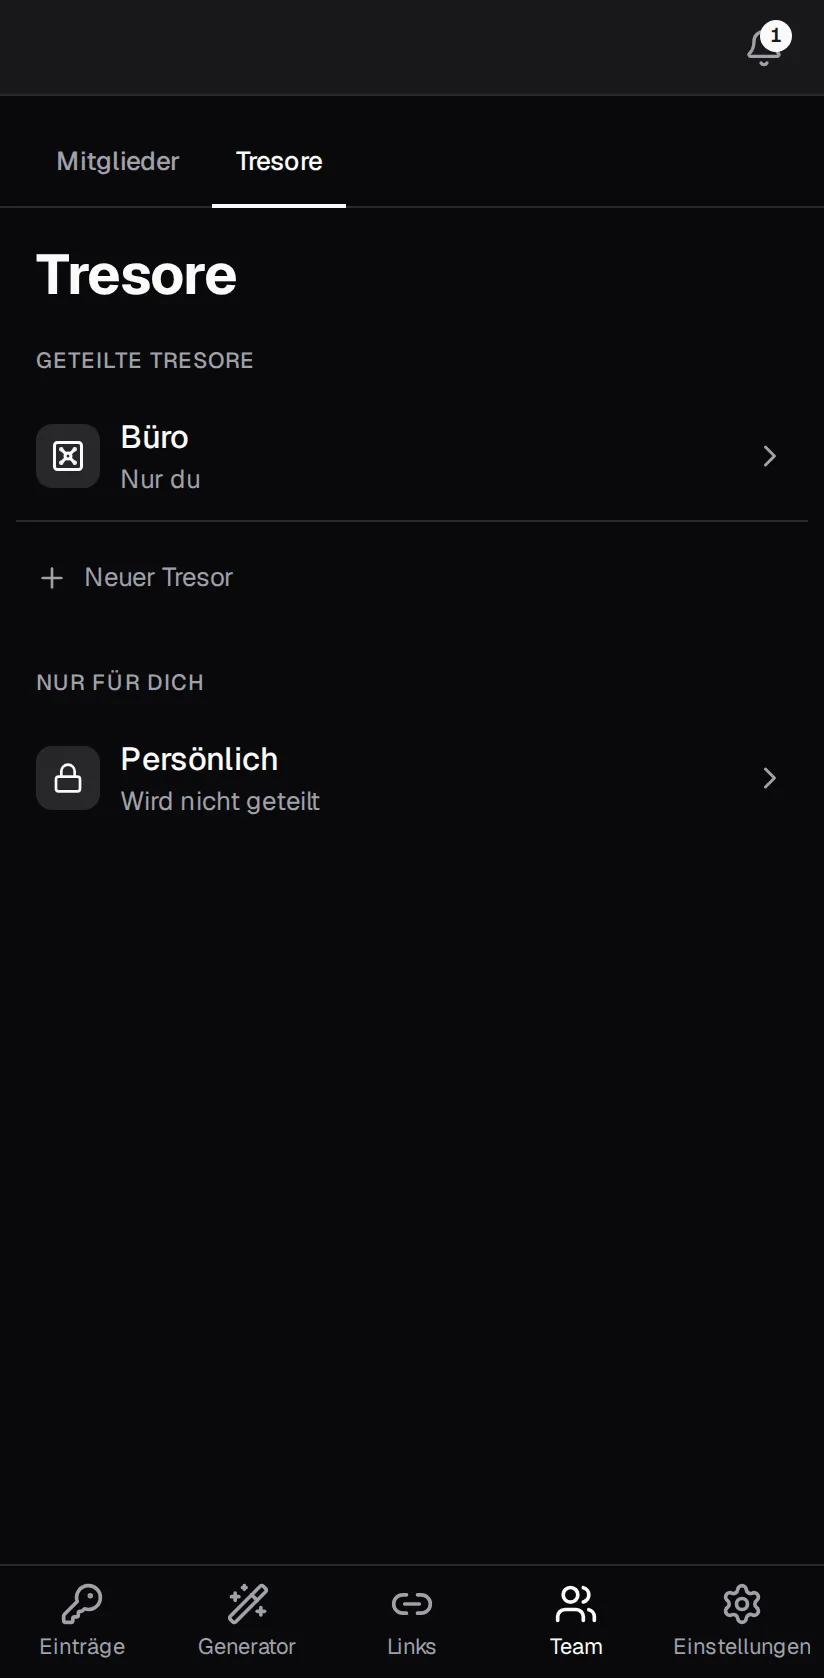 1
Mitglieder
Tresore
Tresore
GETEILTE TRESORE
Büro
Nur du
Neuer Tresor
NUR FÜR DICH
Persönlich
Wird nicht geteilt
Einträge
Generator
Links
Team
Einstellungen